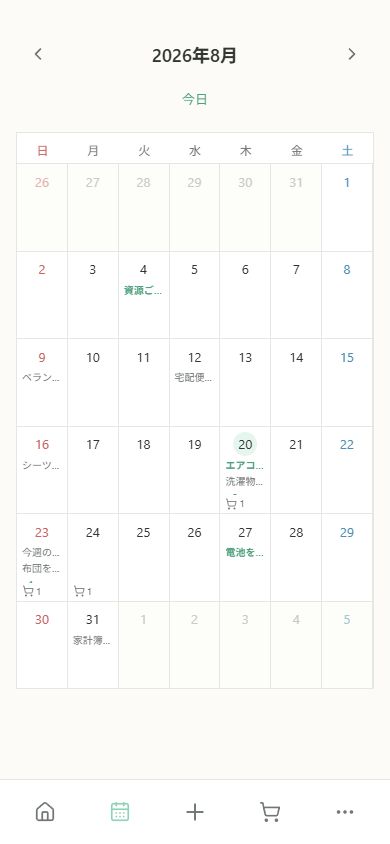 2026年8月
今日
日 月 火 水 木 金 土
26 27 28 29 30 31 1
2 3 4 5 6 7 8
資源ご…
9 10 11 12 13 14 15
ベラン… 宅配便…
16 17 18 19 20 21 22
シーツ… エアコ…
洗濯物…
1
23 24 25 26 27 28 29
今週の… 電池を…
布団を…
1 1
30 31 1 2 3 4 5
家計簿…